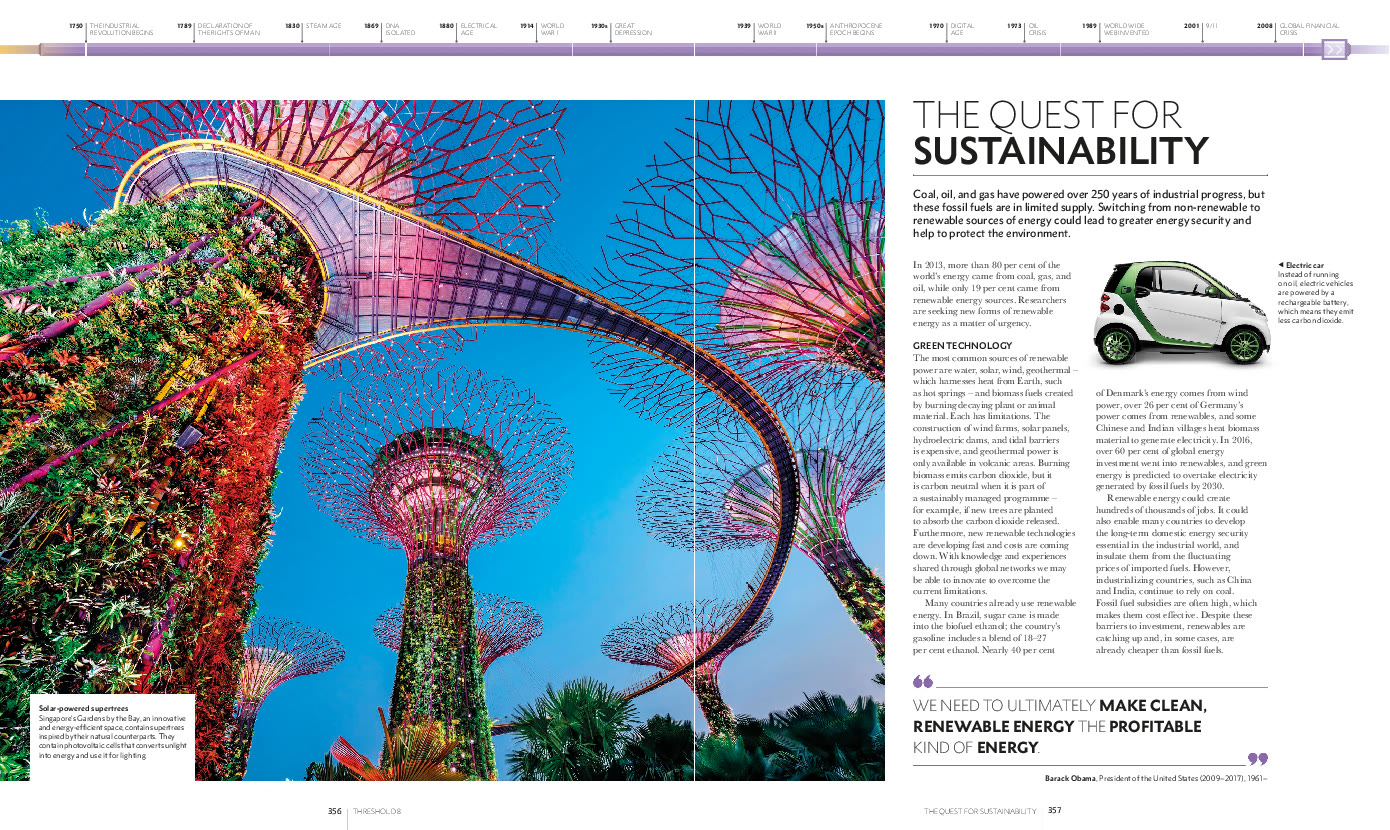 1750 THE INDUSTRIAL
REVOLUTION BEGINS
1789 DECLARATION OF
THE RIGHTS OF MAN
1830 STEAM AGE
1869 DNA
ISOLATED
1880 ELECTRICAL
AGE
1914 WORLD
WAR I
1930s GREAT
DEPRESSION
1939 WORLD
WAR II
1950s ANTHROPOCENE
EPOCH BEGINS
1970 DIGITAL
AGE
1973 OIL
CRISIS
1989 WORLD WIDE
WEB INVENTED
2001 9/11
2008 GLOBAL FINANCIAL
CRISIS
THE QUEST FOR
SUSTAINABILITY
Coal, oil, and gas have powered over 250 years of industrial progress, but
these fossil fuels are in limited supply. Switching from non-renewable to
renewable sources of energy could lead to greater energy security and
help to protect the environment.
In 2013, more than 80 per cent of the
world's energy came from coal, gas, and
oil, while only 19 per cent came from
renewable energy sources. Researchers
are seeking new forms of renewable
energy as a matter of urgency.
GREEN TECHNOLOGY
The most common sources of renewable
power are water, solar, wind, geothermal –
which harnesses heat from Earth, such
as hot springs – and biomass fuels created
by burning decaying plant or animal
material. Each has limitations. The
construction of wind farms, solar panels,
hydroelectric dams, and tidal barriers
is expensive, and geothermal power is
only available in volcanic areas. Burning
biomass emits carbon dioxide, but it
is carbon neutral when it is part of
a sustainably managed programme –
for example, if new trees are planted
to absorb the carbon dioxide released.
Furthermore, new renewable technologies
are developing fast and costs are coming
down. With knowledge and experiences
shared through global networks we may
be able to innovate to overcome the
current limitations.
Many countries already use renewable
energy. In Brazil, sugar cane is made
into the biofuel ethanol; the country's
gasoline includes a blend of 18–27
per cent ethanol. Nearly 40 per cent
of Denmark's energy comes from wind
power, over 26 per cent of Germany's
power comes from renewables, and some
Chinese and Indian villages heat biomass
material to generate electricity. In 2016,
over 60 per cent of global energy
investment went into renewables, and green
energy is predicted to overtake electricity
generated by fossil fuels by 2030.
Renewable energy could create
hundreds of thousands of jobs. It could
also enable many countries to develop
the long-term domestic energy security
essential in the industrial world, and
insulate them from the fluctuating
prices of imported fuels. However,
industrializing countries, such as China
and India, continue to rely on coal.
Fossil fuel subsidies are often high, which
makes them cost effective. Despite these
barriers to investment, renewables are
catching up and, in some cases, are
already cheaper than fossil fuels.
◀ Electric car
Instead of running
on oil, electric vehicles
are powered by a
rechargeable battery,
which means they emit
less carbon dioxide.
Solar-powered supertrees
Singapore's Gardens by the Bay, an innovative
and energy-efficient space, contain supertrees
inspired by their natural counterparts. They
contain photovoltaic cells that convert sunlight
into energy and use it for lighting.
“
WE NEED TO ULTIMATELY MAKE CLEAN,
RENEWABLE ENERGY THE PROFITABLE
KIND OF ENERGY.
”
Barack Obama, President of the United States (2009–2017), 1961–
356 THRESHOLD 8
THE QUEST FOR SUSTAINABILITY 357